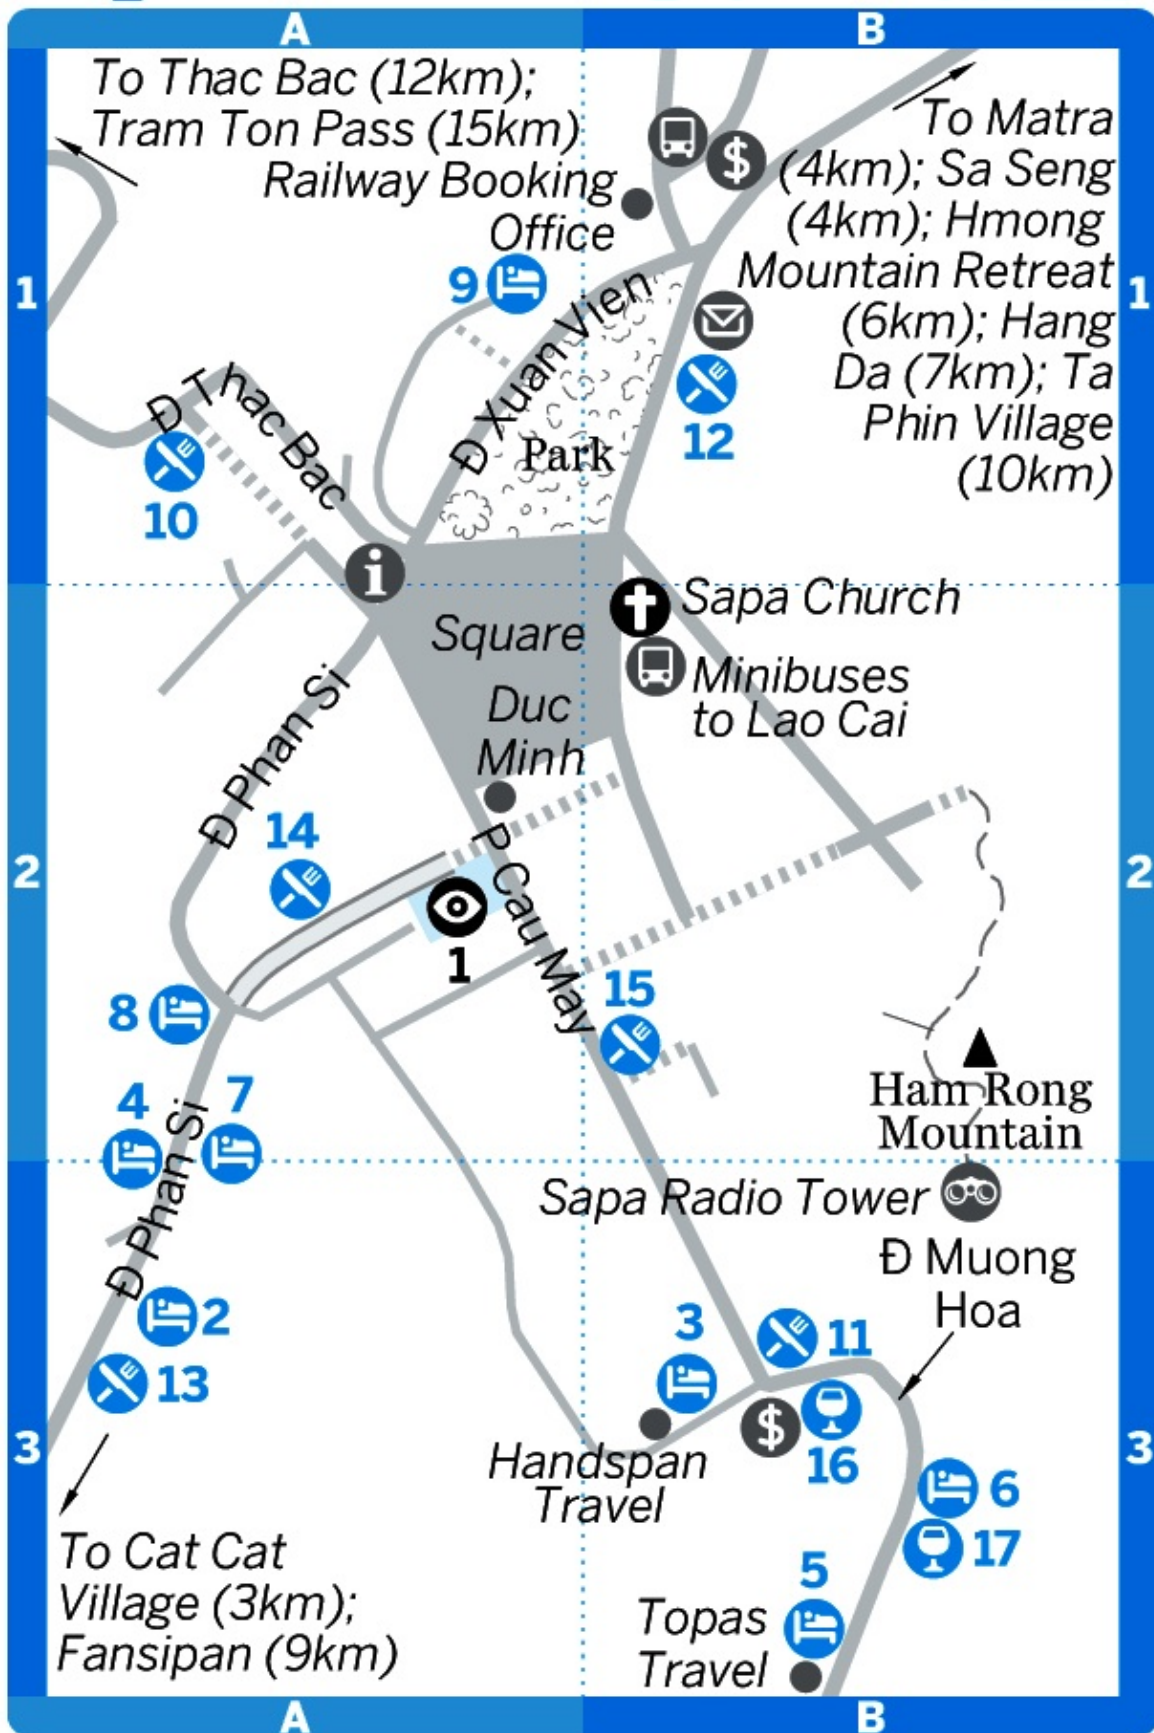 A
B
To Thac Bac (12km);
Tram Ton Pass (15km)
Railway Booking
Office
To Matra
(4km); Sa Seng
(4km); Hmong
Mountain Retreat
(6km); Hang
Da (7km); Ta
Phin Village
(10km)
$
1
1
9
Đ Xuan Vien
Đ Thac Bac
Park
12
10
i
Sapa Church
Square
Minibuses
to Lao Cai
Duc
Minh
Đ Phan Si
14
P Cau May
2
2
1
15
8
Ham Rong
Mountain
4
7
Đ Phan Si
Sapa Radio Tower
Đ Muong
Hoa
2
3
11
13
$
16
3
3
Handspan
Travel
6
17
To Cat Cat
Village (3km);
Fansipan (9km)
5
Topas
Travel
A
B